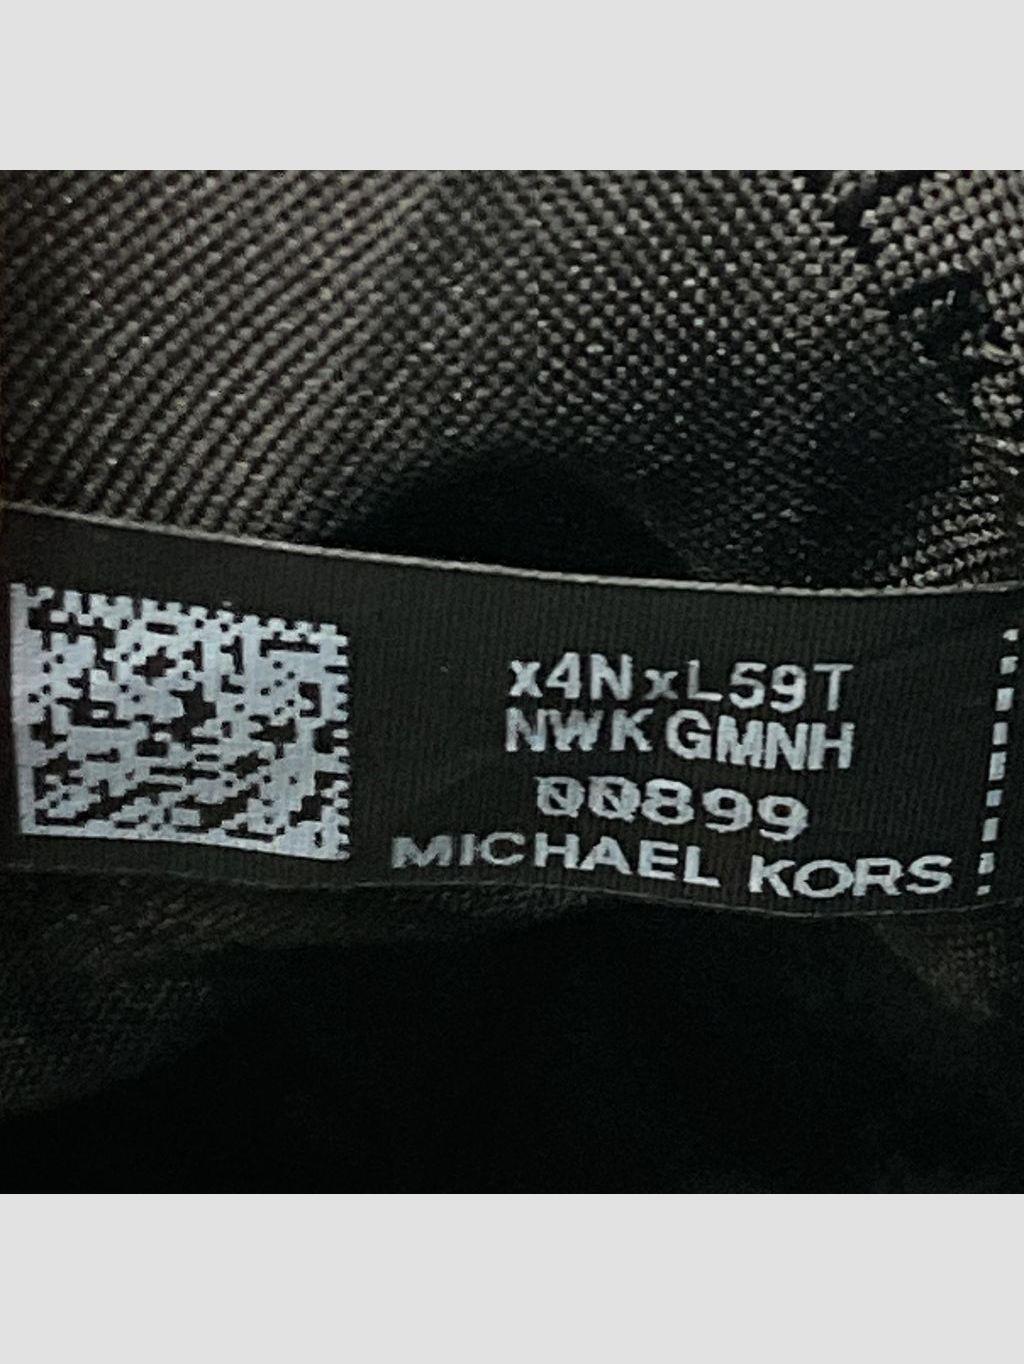 x4NxL59T
NWKGMNH
00899
MICHAEL KORS